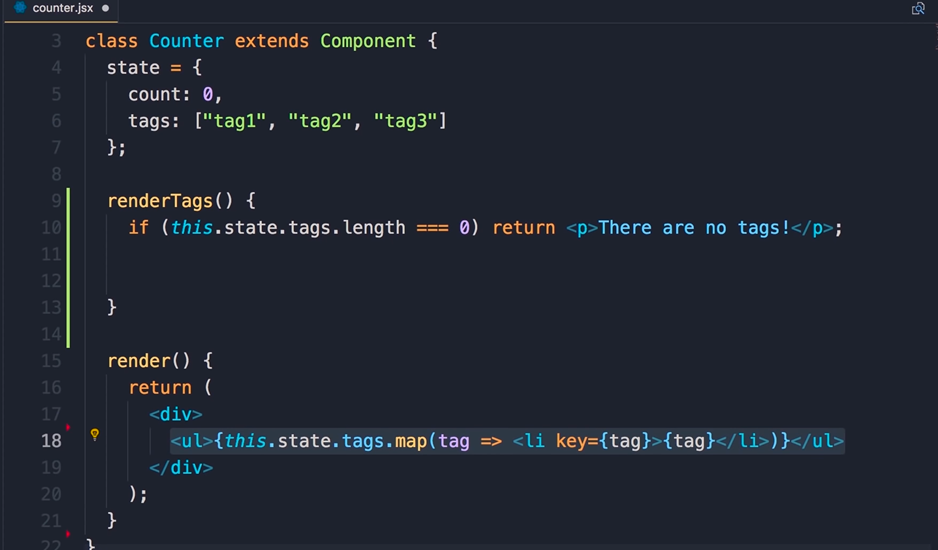 counter.jsx
3 class Counter extends Component {
4 state = {
5 count: 0,
6 tags: ["tag1", "tag2", "tag3"]
7 };
8
9 renderTags() {
10 if (this.state.tags.length === 0) return <p>There are no tags!</p>;
11
12
13 }
14
15 render() {
16 return (
17 <div>
18 <ul>{this.state.tags.map(tag => <li key={tag}>{tag}</li>)}</ul>
19 </div>
20 );
21 }
22 }